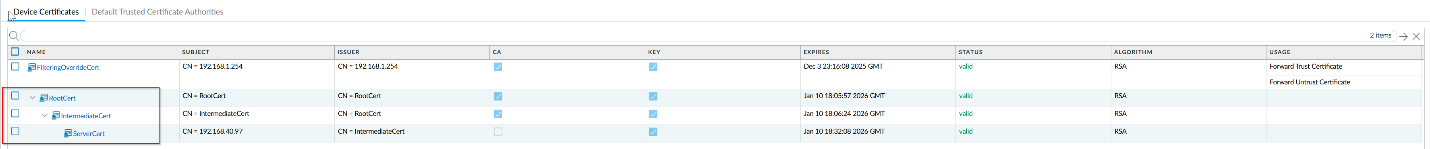 Device Certificates | Default Trusted Certificate Authorities
2 items
NAME SUBJECT ISSUER CA KEY EXPIRES STATUS ALGORITHM USAGE
FilteringOverrideCert CN = 192.168.1.254 CN = 192.168.1.254 Dec 3 23:16:08 2025 GMT valid RSA Forward Trust Certificate
Forward Untrust Certificate
RootCert CN = RootCert CN = RootCert Jan 10 18:05:57 2026 GMT valid RSA
IntermediateCert CN = IntermediateCert CN = RootCert Jan 10 18:06:24 2026 GMT valid RSA
ServerCert CN = 192.168.40.97 CN = IntermediateCert Jan 10 18:32:08 2026 GMT valid RSA